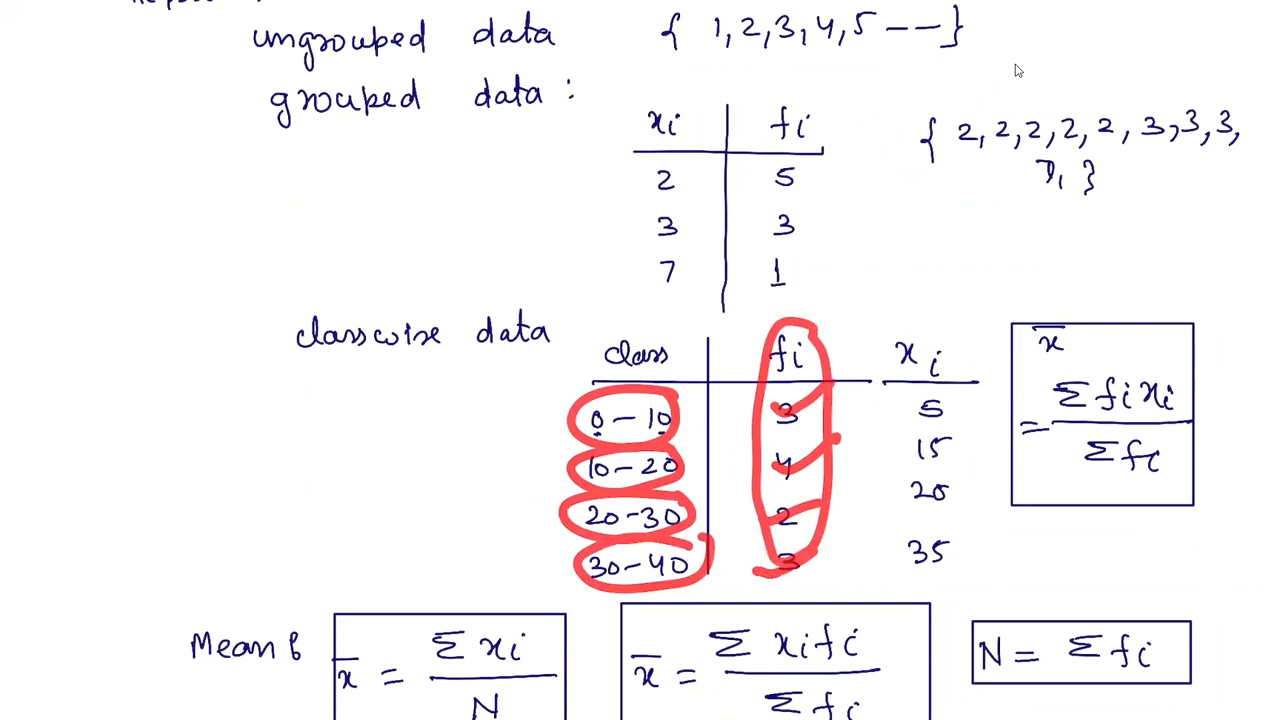 ungrouped data { 1, 2, 3, 4, 5 -- }
grouped data :
xi fi
{ 2, 2, 2, 2, 2, 3, 3, 3,
7, }
2 5
3 3
7 1
classwise data
class fi xi
0-10 3 5
10-20 4 15
20-30 2 20
30-40 3 35
x̄
= Σfixi / Σfi
Mean
x̄ = Σxi / N
x̄ = Σxifi / Σfi
N = Σfi